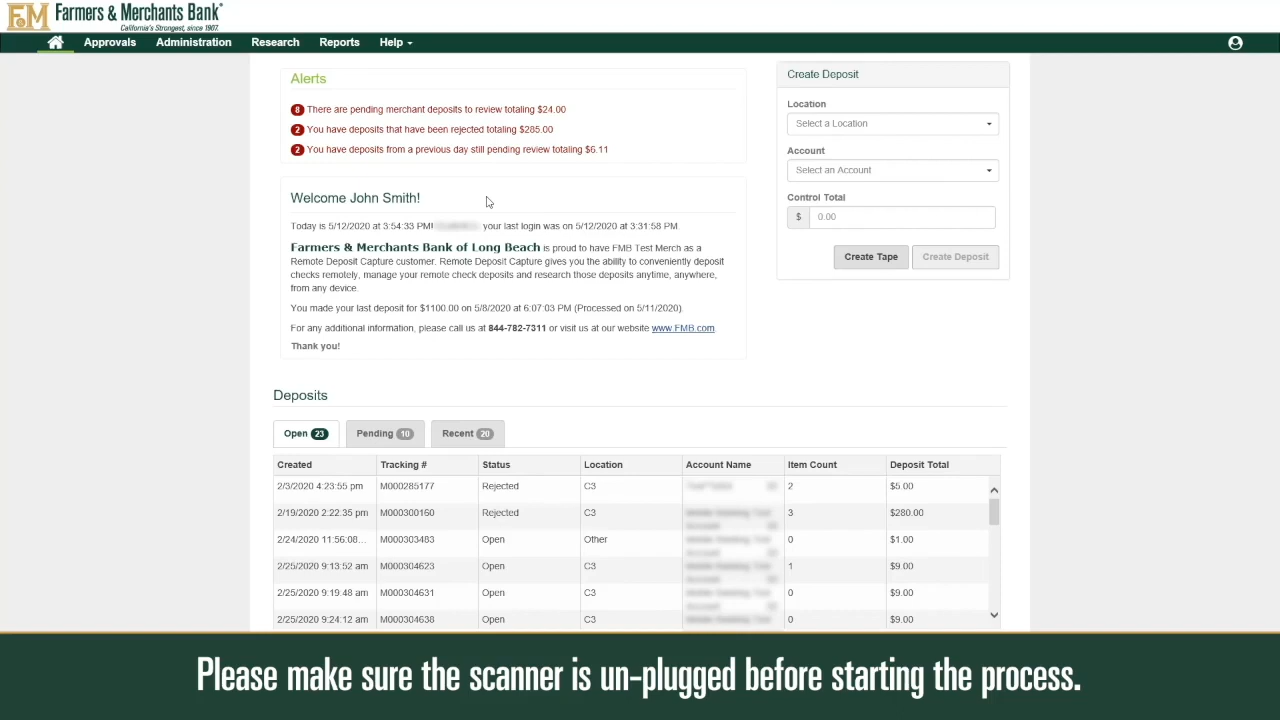 F&M Farmers & Merchants Bank®
California's Strongest, since 1907.
Approvals Administration Research Reports Help
Alerts
8 There are pending merchant deposits to review totaling $24.00
2 You have deposits that have been rejected totaling $285.00
2 You have deposits from a previous day still pending review totaling $6.11
Welcome John Smith!
Today is 5/12/2020 at 3:54:33 PM! your last login was on 5/12/2020 at 3:31:58 PM
Farmers & Merchants Bank of Long Beach is proud to have FMB Test Merch as a
Remote Deposit Capture customer. Remote Deposit Capture gives you the ability to conveniently deposit
checks remotely, manage your remote check deposits and research those deposits anytime, anywhere,
from any device.
You made your last deposit for $1100.00 on 5/8/2020 at 6:07:03 PM (Processed on 5/11/2020).
For any additional information, please call us at 844-782-7311 or visit us at our website www.FMB.com.
Thank you!
Create Deposit
Location
Select a Location
Account
Select an Account
Control Total
$ 0.00
Create Tape Create Deposit
Deposits
Open 23 Pending 10 Recent 20
Created Tracking # Status Location Account Name Item Count Deposit Total
2/3/2020 4:23:55 pm M000285177 Rejected C3 2 $5.00
2/19/2020 2:22:35 pm M000300160 Rejected C3 3 $280.00
2/24/2020 11:56:08... M000303483 Open Other 0 $1.00
2/25/2020 9:13:52 am M000304623 Open C3 1 $9.00
2/25/2020 9:19:48 am M000304631 Open C3 0 $9.00
2/25/2020 9:24:12 am M000304638 Open C3 0 $9.00
Please make sure the scanner is un-plugged before starting the process.